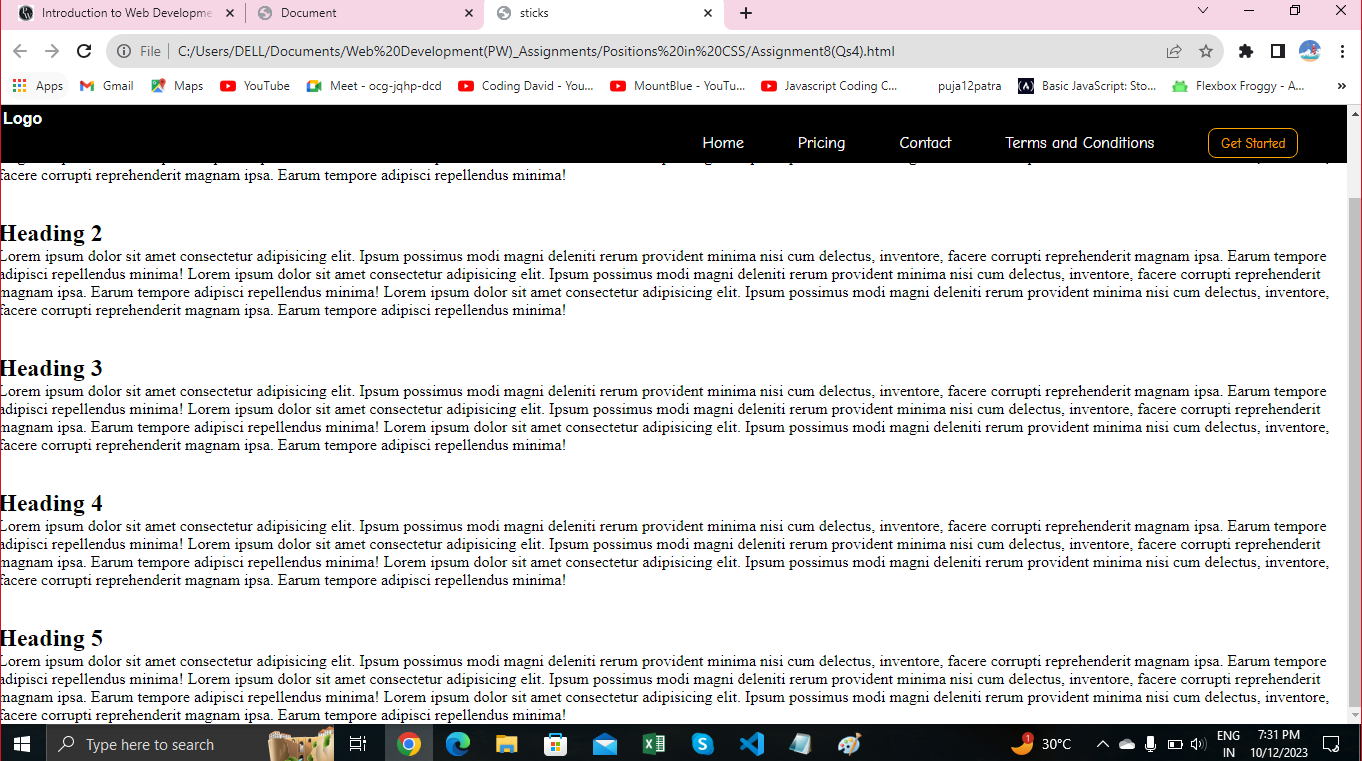 Introduction to Web Developme
Document
sticks
File
C:/Users/DELL/Documents/Web%20Development(PW)_Assignments/Positions%20in%20CSS/Assignment8(Qs4).html
Apps
Gmail
Maps
YouTube
Meet - ocg-jqhp-dcd
Coding David - You...
MountBlue - YouTu...
Javascript Coding C...
puja12patra
(A)
Basic JavaScript: Sto...
Flexbox Froggy - A...
»
Logo
Home Pricing Contact Terms and Conditions Get Started
facere corrupti reprehenderit magnam ipsa. Earum tempore adipisci repellendus minima!
Heading 2
Lorem ipsum dolor sit amet consectetur adipisicing elit. Ipsum possimus modi magni deleniti rerum provident minima nisi cum delectus, inventore, facere corrupti reprehenderit magnam ipsa. Earum tempore
adipisci repellendus minima! Lorem ipsum dolor sit amet consectetur adipisicing elit. Ipsum possimus modi magni deleniti rerum provident minima nisi cum delectus, inventore, facere corrupti reprehenderit
magnam ipsa. Earum tempore adipisci repellendus minima! Lorem ipsum dolor sit amet consectetur adipisicing elit. Ipsum possimus modi magni deleniti rerum provident minima nisi cum delectus, inventore,
facere corrupti reprehenderit magnam ipsa. Earum tempore adipisci repellendus minima!
Heading 3
Lorem ipsum dolor sit amet consectetur adipisicing elit. Ipsum possimus modi magni deleniti rerum provident minima nisi cum delectus, inventore, facere corrupti reprehenderit magnam ipsa. Earum tempore
adipisci repellendus minima! Lorem ipsum dolor sit amet consectetur adipisicing elit. Ipsum possimus modi magni deleniti rerum provident minima nisi cum delectus, inventore, facere corrupti reprehenderit
magnam ipsa. Earum tempore adipisci repellendus minima! Lorem ipsum dolor sit amet consectetur adipisicing elit. Ipsum possimus modi magni deleniti rerum provident minima nisi cum delectus, inventore,
facere corrupti reprehenderit magnam ipsa. Earum tempore adipisci repellendus minima!
Heading 4
Lorem ipsum dolor sit amet consectetur adipisicing elit. Ipsum possimus modi magni deleniti rerum provident minima nisi cum delectus, inventore, facere corrupti reprehenderit magnam ipsa. Earum tempore
adipisci repellendus minima! Lorem ipsum dolor sit amet consectetur adipisicing elit. Ipsum possimus modi magni deleniti rerum provident minima nisi cum delectus, inventore, facere corrupti reprehenderit
magnam ipsa. Earum tempore adipisci repellendus minima! Lorem ipsum dolor sit amet consectetur adipisicing elit. Ipsum possimus modi magni deleniti rerum provident minima nisi cum delectus, inventore,
facere corrupti reprehenderit magnam ipsa. Earum tempore adipisci repellendus minima!
Heading 5
Lorem ipsum dolor sit amet consectetur adipisicing elit. Ipsum possimus modi magni deleniti rerum provident minima nisi cum delectus, inventore, facere corrupti reprehenderit magnam ipsa. Earum tempore
adipisci repellendus minima! Lorem ipsum dolor sit amet consectetur adipisicing elit. Ipsum possimus modi magni deleniti rerum provident minima nisi cum delectus, inventore, facere corrupti reprehenderit
magnam ipsa. Earum tempore adipisci repellendus minima! Lorem ipsum dolor sit amet consectetur adipisicing elit. Ipsum possimus modi magni deleniti rerum provident minima nisi cum delectus, inventore,
facere corrupti reprehenderit magnam ipsa. Earum tempore adipisci repellendus minima!
Type here to search
1
30°C
ENG
IN
7:31 PM
10/12/2023